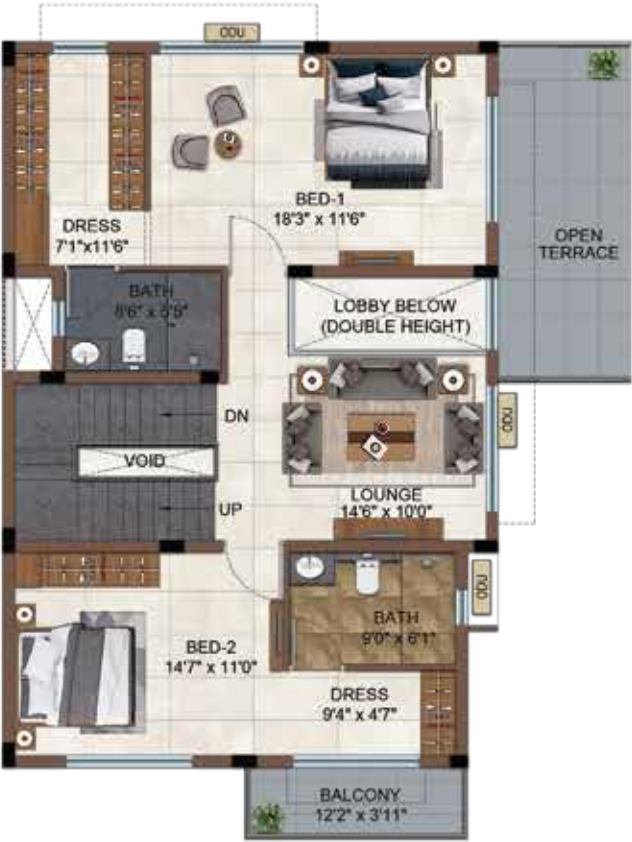 ODU
BED-1
18'3" x 11'6"
DRESS
7'1"x11'6"
OPEN
TERRACE
BATH
8'6" x 5'5"
LOBBY BELOW
(DOUBLE HEIGHT)
DN
ODU
VOID
LOUNGE
14'6" x 10'0"
UP
ODU
BATH
9'0" x 6'1"
BED-2
14'7" x 11'0"
DRESS
9'4" x 4'7"
BALCONY
12'2" x 3'11"